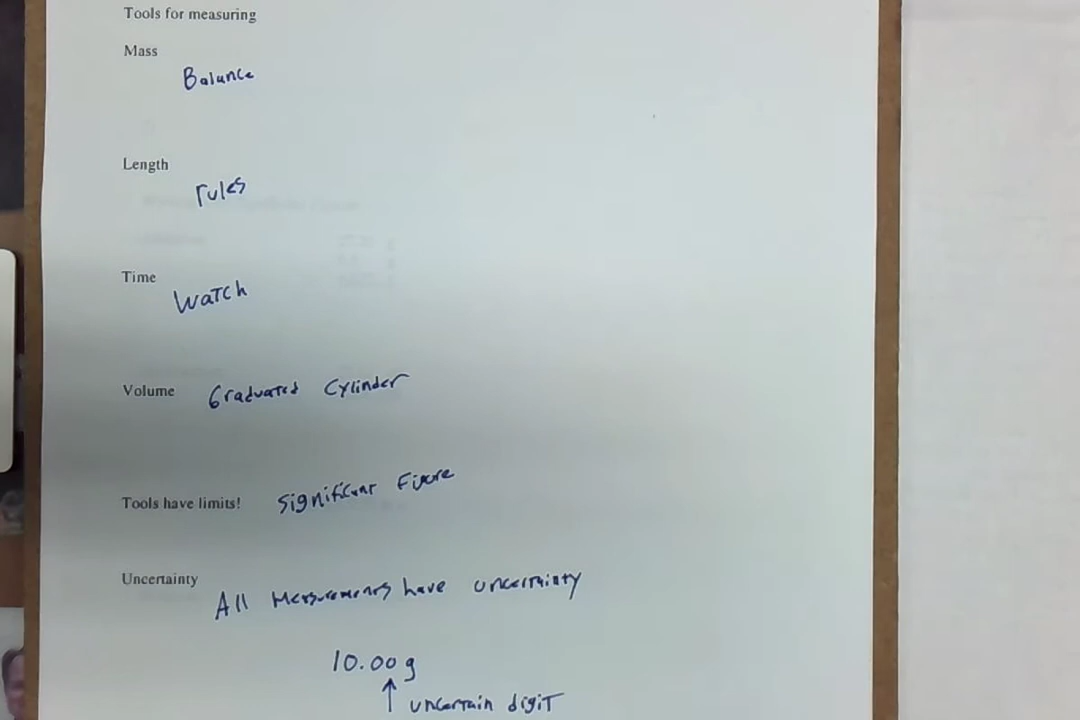 Tools for measuring
Mass
Balance
Length
rules
Time
Watch
Volume Graduated Cylinder
Tools have limits! Significant Figure
Uncertainty
All Measurements have uncertainty
10.00 g
↑ uncertain digit